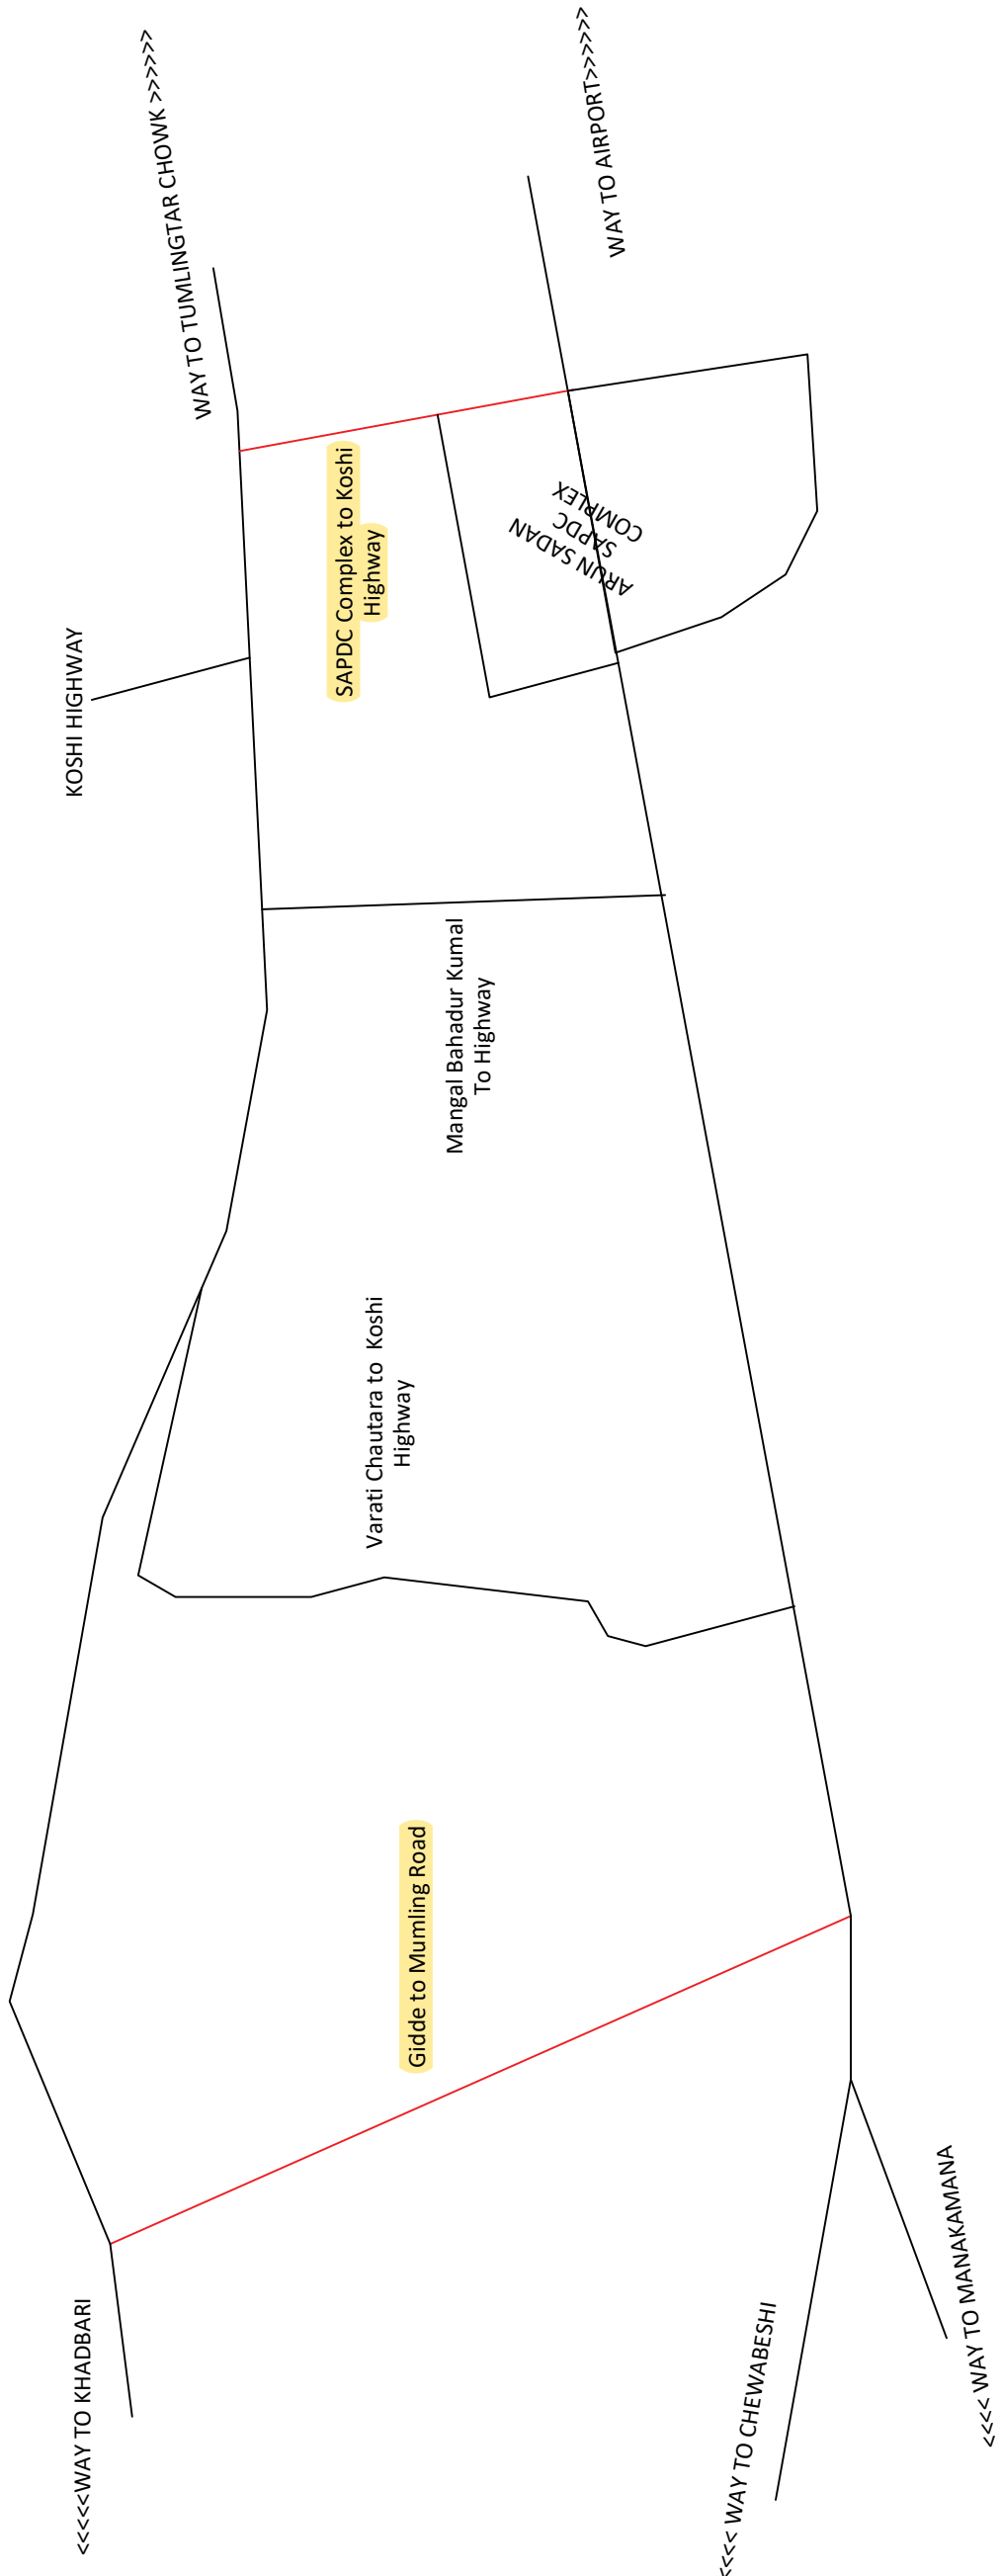 WAY TO TUMLINGTAR CHOWK >>>>>>>
WAY TO AIRPORT>>>>>>>
KOSHI HIGHWAY
SAPDC Complex to Koshi
Highway
ARUN SADAN
SAPDC
COMPLEX
Mangal Bahadur Kumal
To Highway
Varati Chautara to Koshi
Highway
Gidde to Mumling Road
<<<<<WAY TO KHADBARI
<<<< WAY TO CHEWABESHI
<<<< WAY TO MANAKAMANA